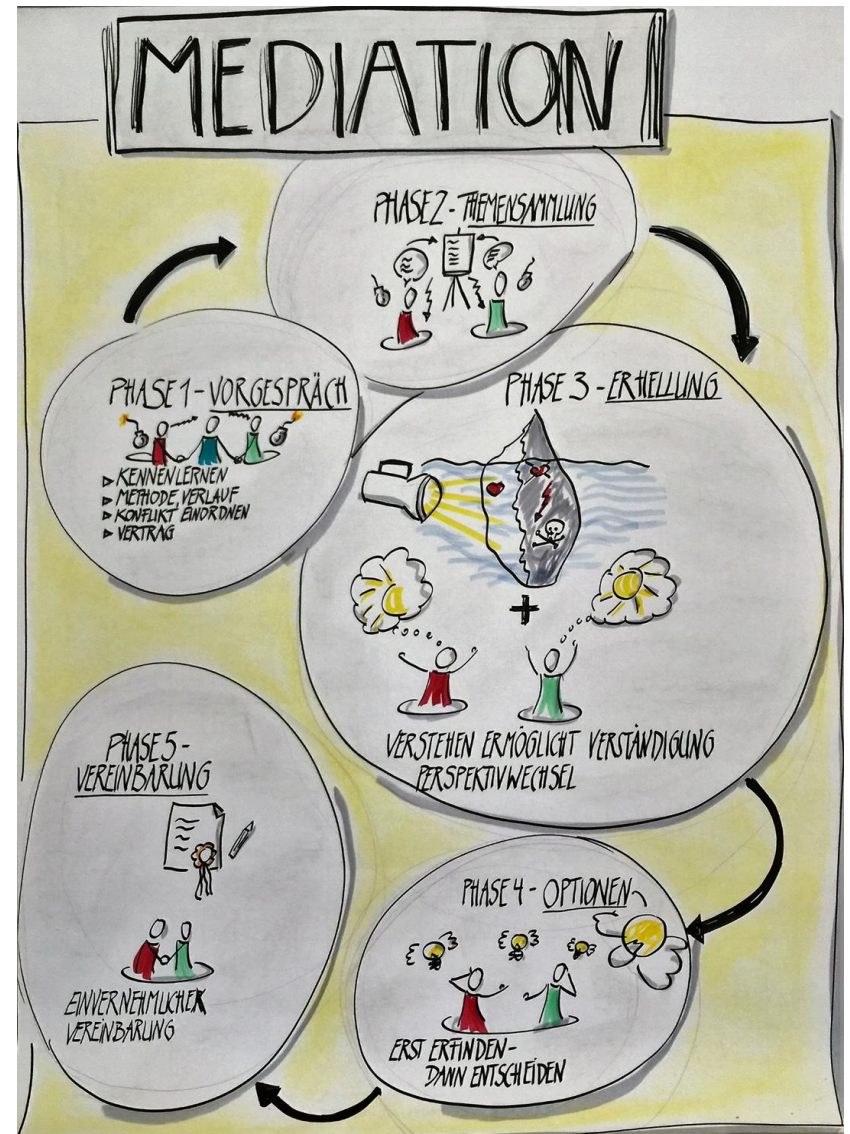 MEDIATION
PHASE 1 - VORGESPRÄCH
▷ KENNENLERNEN
▷ METHODE, VERLAUF
▷ KONFLIKT EINORDNEN
▷ VERTRAG
PHASE 2 - THEMENSAMMLUNG
PHASE 3 - ERHELLUNG
VERSTEHEN ERMÖGLICHT VERSTÄNDIGUNG
PERSPEKTIVWECHSEL
PHASE 4 - OPTIONEN
ERST ERFINDEN -
DANN ENTSCHEIDEN
PHASE 5 -
VEREINBARUNG
EINVERNEHMLICHE
VEREINBARUNG